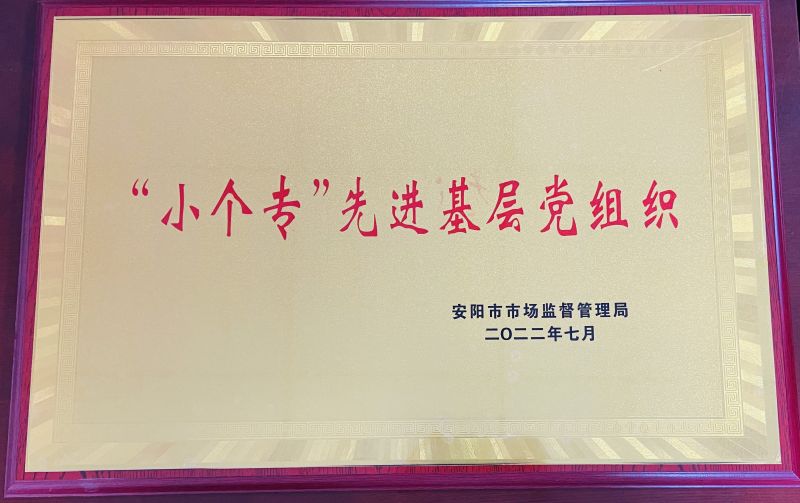 “小个专”先进基层党组织
安阳市市场监督管理局
二〇二二年七月